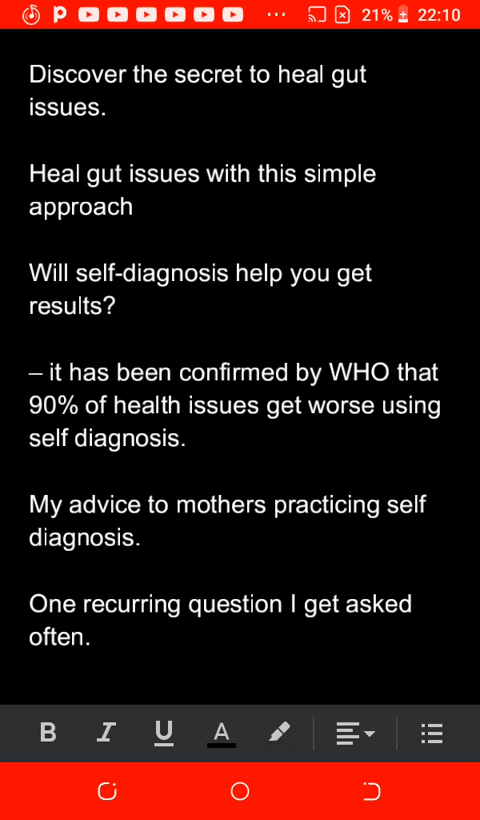 21% 22:10
Discover the secret to heal gut
issues.
Heal gut issues with this simple
approach
Will self-diagnosis help you get
results?
– it has been confirmed by WHO that
90% of health issues get worse using
self diagnosis.
My advice to mothers practicing self
diagnosis.
One recurring question I get asked
often.
B I U A